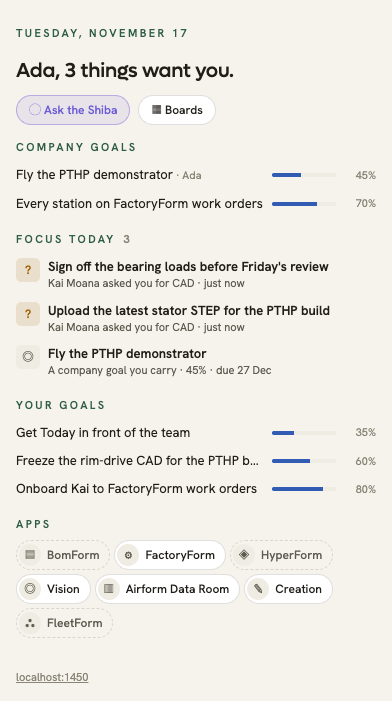 TUESDAY, NOVEMBER 17
Ada, 3 things want you.
Ask the Shiba
Boards
COMPANY GOALS
Fly the PTHP demonstrator · Ada 45%
Every station on FactoryForm work orders 70%
FOCUS TODAY 3
? Sign off the bearing loads before Friday's review
Kai Moana asked you for CAD · just now
? Upload the latest stator STEP for the PTHP build
Kai Moana asked you for CAD · just now
Fly the PTHP demonstrator
A company goal you carry · 45% · due 27 Dec
YOUR GOALS
Get Today in front of the team 35%
Freeze the rim-drive CAD for the PTHP b... 60%
Onboard Kai to FactoryForm work orders 80%
APPS
BomForm FactoryForm HyperForm
Vision Airform Data Room Creation
FleetForm
localhost:1450